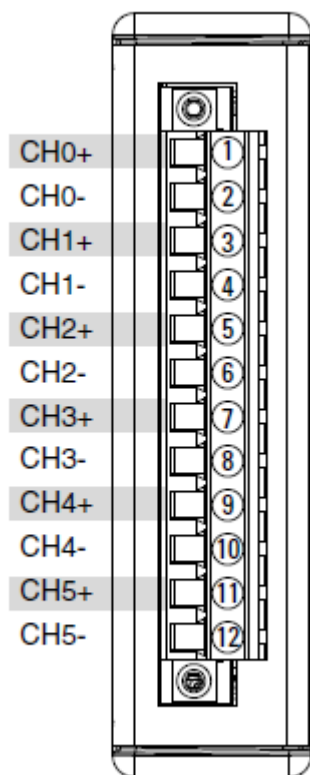 CH0+ ①
CH0- ②
CH1+ ③
CH1- ④
CH2+ ⑤
CH2- ⑥
CH3+ ⑦
CH3- ⑧
CH4+ ⑨
CH4- ⑩
CH5+ ⑪
CH5- ⑫